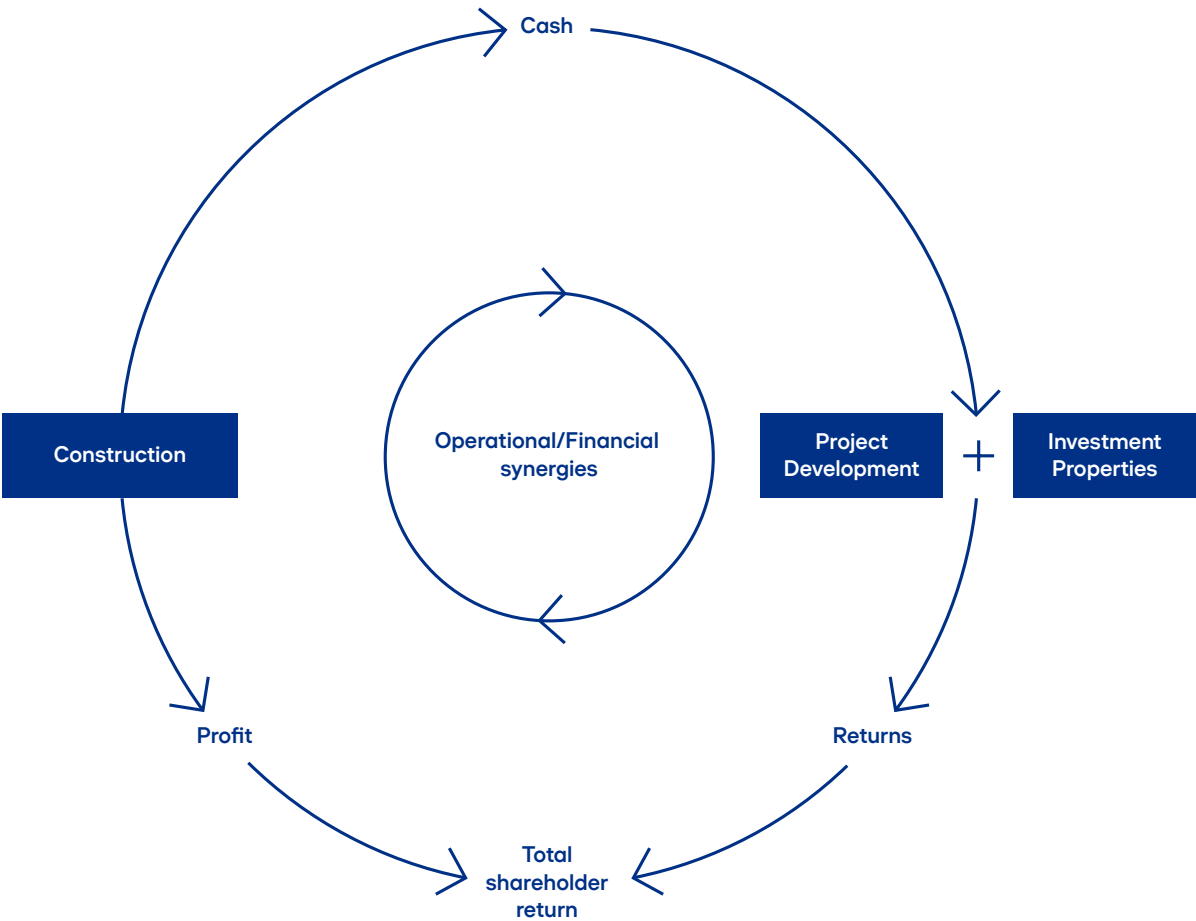 Cash
Construction
Operational/Financial
synergies
Project
Development
+
Investment
Properties
Profit
Returns
Total
shareholder
return